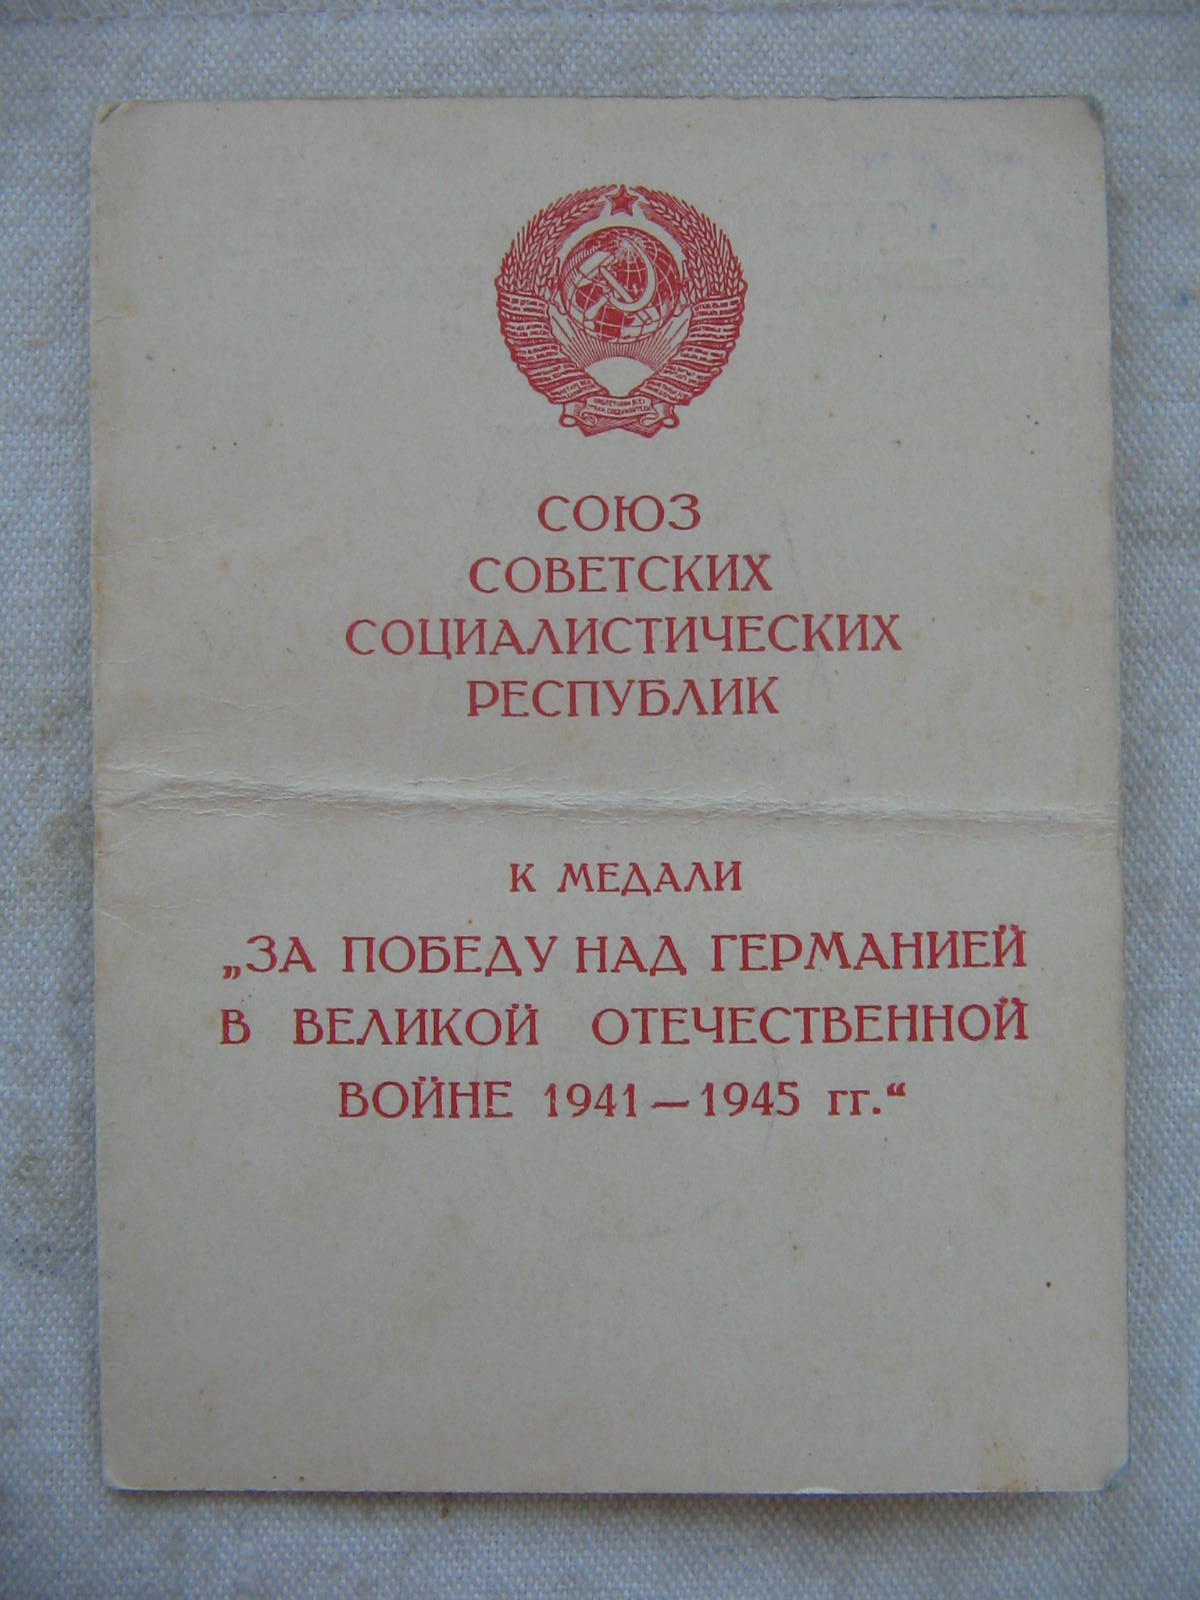 СОЮЗ
СОВЕТСКИХ
СОЦИАЛИСТИЧЕСКИХ
РЕСПУБЛИК
К МЕДАЛИ
„ЗА ПОБЕДУ НАД ГЕРМАНИЕЙ
В ВЕЛИКОЙ ОТЕЧЕСТВЕННОЙ
ВОЙНЕ 1941—1945 гг.“